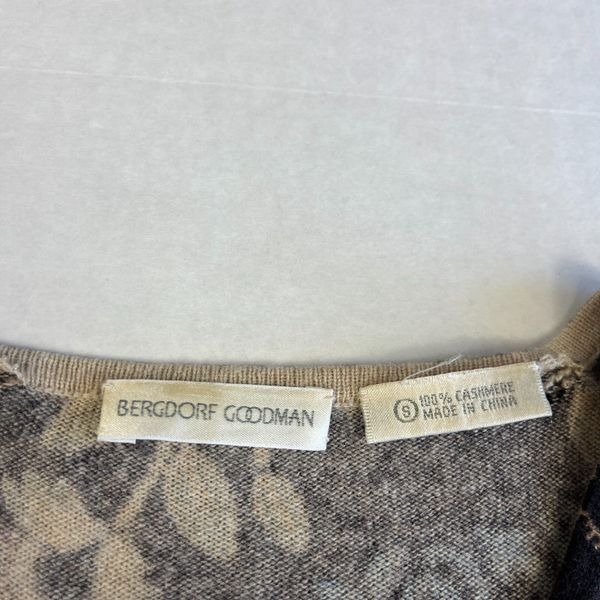 BERGDORF GOODMAN
S 100% CASHMERE
MADE IN CHINA